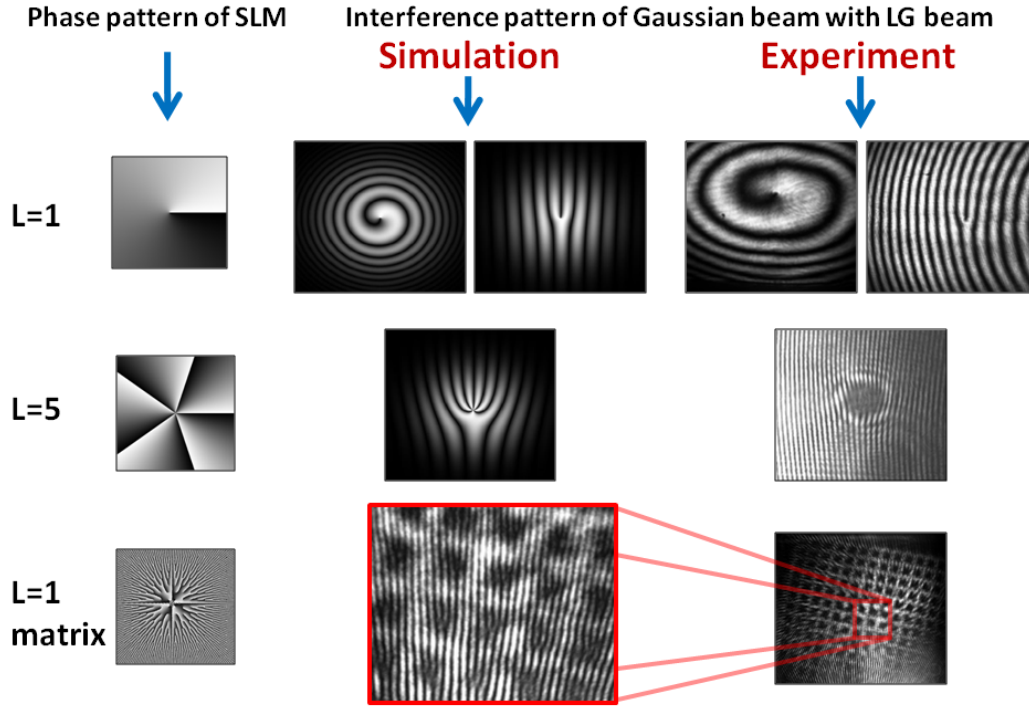 Phase pattern of SLM
Interference pattern of Gaussian beam with LG beam
Simulation
Experiment
L=1
L=5
L=1
matrix